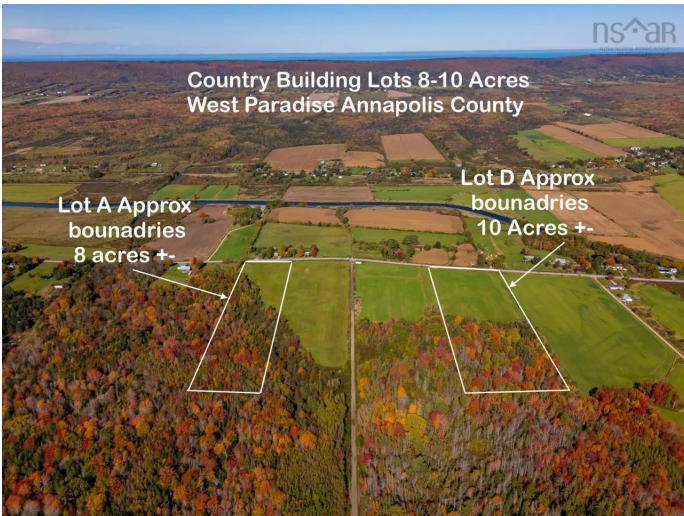 nsar
Country Building Lots 8-10 Acres
West Paradise Annapolis County
Lot D Approx
bounadries
10 Acres +-
Lot A Approx
bounadries
8 acres +-